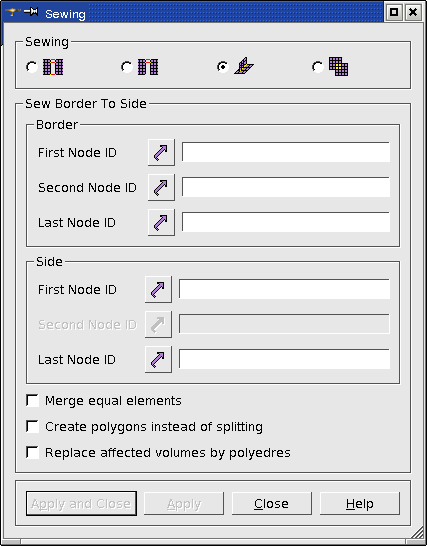 Sewing
Sewing
Sew Border To Side
Border
First Node ID
Second Node ID
Last Node ID
Side
First Node ID
Second Node ID
Last Node ID
Merge equal elements
Create polygons instead of splitting
Replace affected volumes by polyedres
Apply and Close Apply Close Help